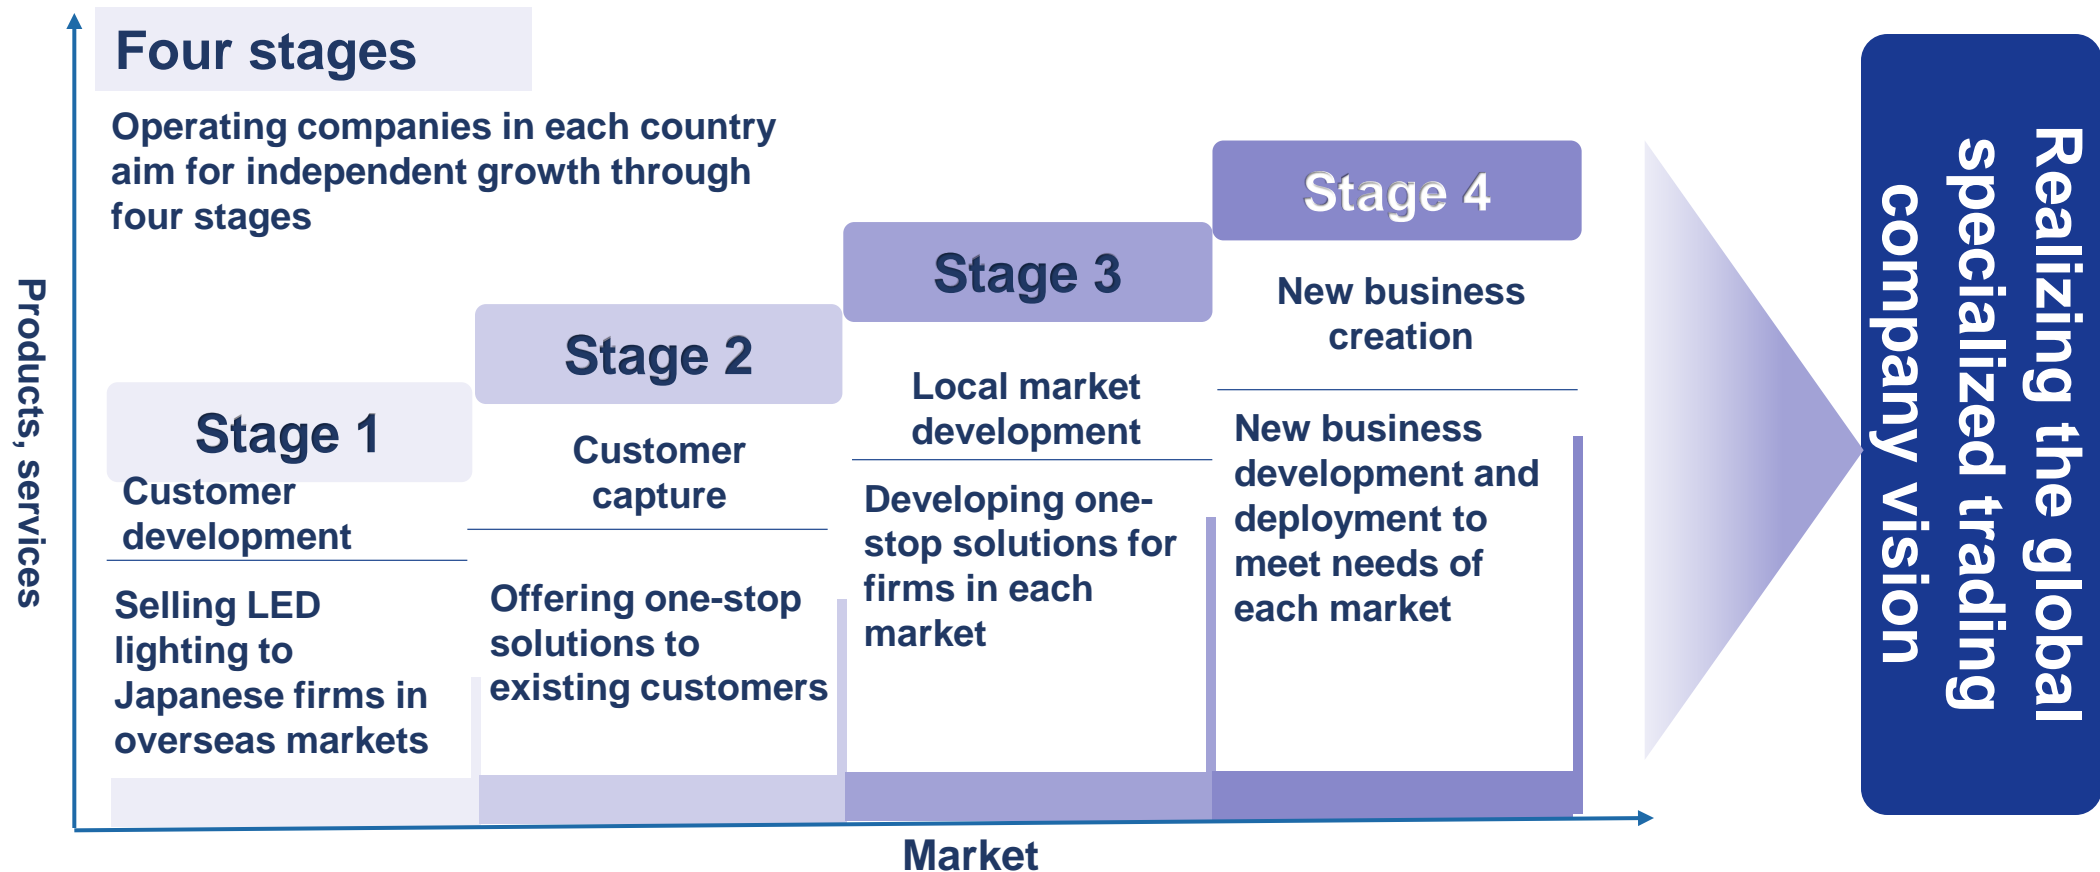 Four stages
Operating companies in each country
aim for independent growth through
four stages
Products, services
Stage 1
Customer
development
Selling LED
lighting to
Japanese firms in
overseas markets
Stage 2
Customer
capture
Offering one-stop
solutions to
existing customers
Stage 3
Local market
development
Developing one-
stop solutions for
firms in each
market
Stage 4
New business
creation
New business
development and
deployment to
meet needs of
each market
Market
Realizing the global
specialized trading
company vision